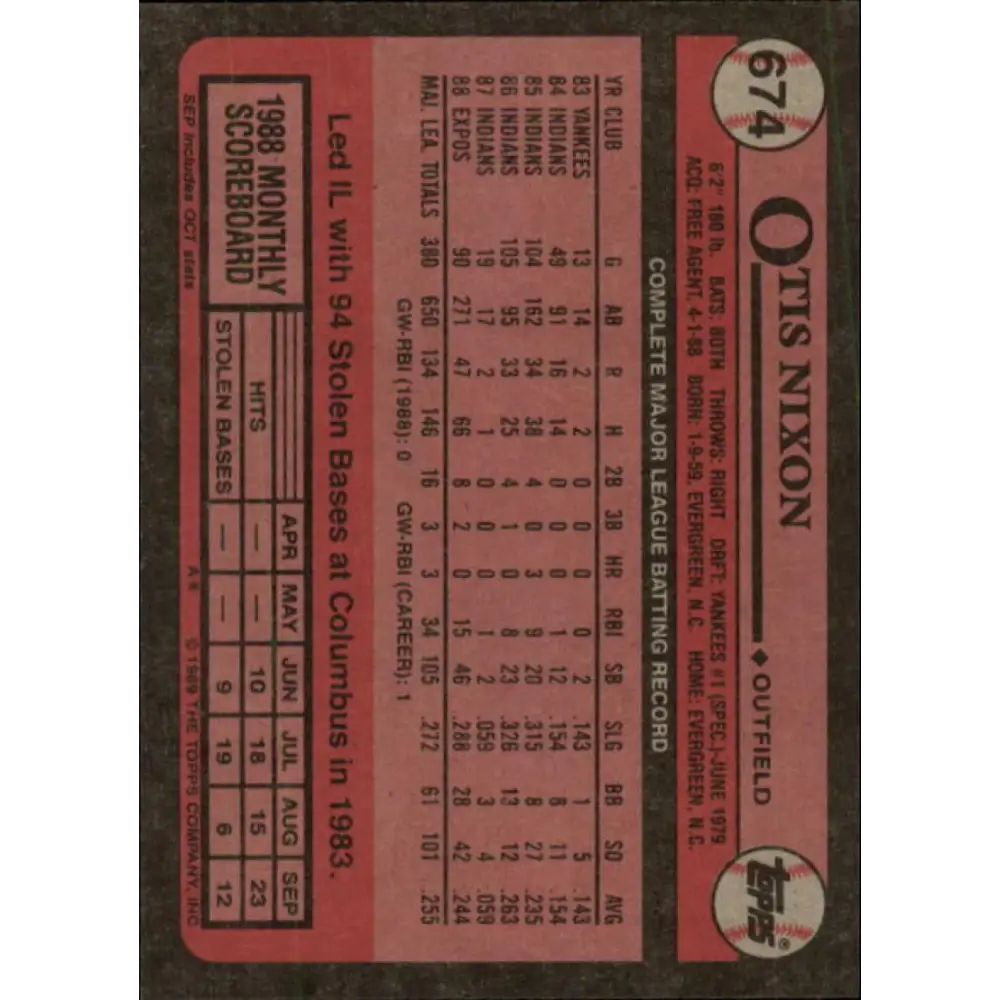 674
OTIS NIXON ◆ OUTFIELD
topps®
6'2" 180 lb. BATS: BOTH THROWS: RIGHT DRFT: YANKEES #1 (SPEC.)-JUNE 1979
ACQ: FREE AGENT, 4-1-88 BORN: 1-9-59, EVERGREEN, N.C. HOME: EVERGREEN, N.C.
COMPLETE MAJOR LEAGUE BATTING RECORD
YR CLUB G AB R H 2B 3B HR RBI SB SLG BB SO AVG
83 YANKEES 13 14 2 2 0 0 0 0 2 .143 1 5 .143
84 INDIANS 49 91 16 14 0 0 0 1 12 .154 8 11 .154
85 INDIANS 104 162 34 38 4 0 3 9 20 .315 8 27 .235
86 INDIANS 105 95 33 25 4 1 0 8 23 .326 13 12 .263
87 INDIANS 19 17 2 1 0 0 0 1 2 .059 3 4 .059
88 EXPOS 90 271 47 66 8 2 0 15 46 .288 28 42 .244
MAJ. LEA. TOTALS 380 650 134 146 16 3 3 34 105 .272 61 101 .255
GW-RBI (1988): 0 GW-RBI (CAREER): 1
Led IL with 94 Stolen Bases at Columbus in 1983.
1988 MONTHLY
SCOREBOARD
APR MAY JUN JUL AUG SEP
HITS — — 10 18 15 23
STOLEN BASES — — 9 19 6 12
SEP includes OCT stats
A* © 1989 THE TOPPS COMPANY, INC.